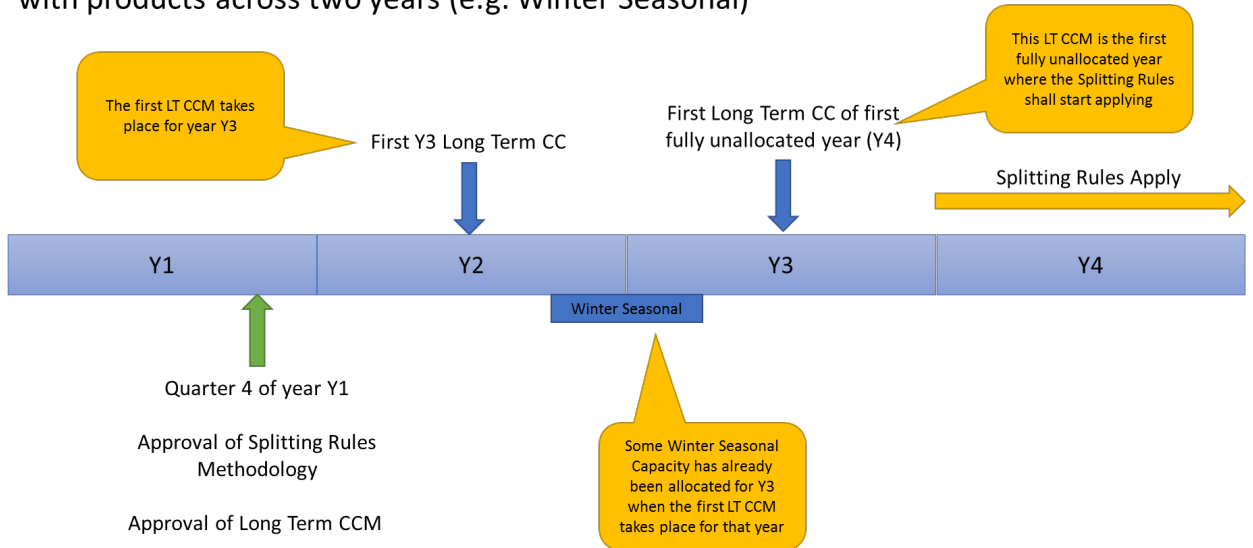 with products across two years (e.g. Winter Seasonal)
This LT CCM is the first
fully unallocated year
where the Splitting Rules
shall start applying
The first LT CCM takes
place for year Y3
First Y3 Long Term CC
First Long Term CC of first
fully unallocated year (Y4)
Splitting Rules Apply
Y1
Y2
Y3
Y4
Winter Seasonal
Quarter 4 of year Y1
Approval of Splitting Rules
Methodology
Approval of Long Term CCM
Some Winter Seasonal
Capacity has already
been allocated for Y3
when the first LT CCM
takes place for that year